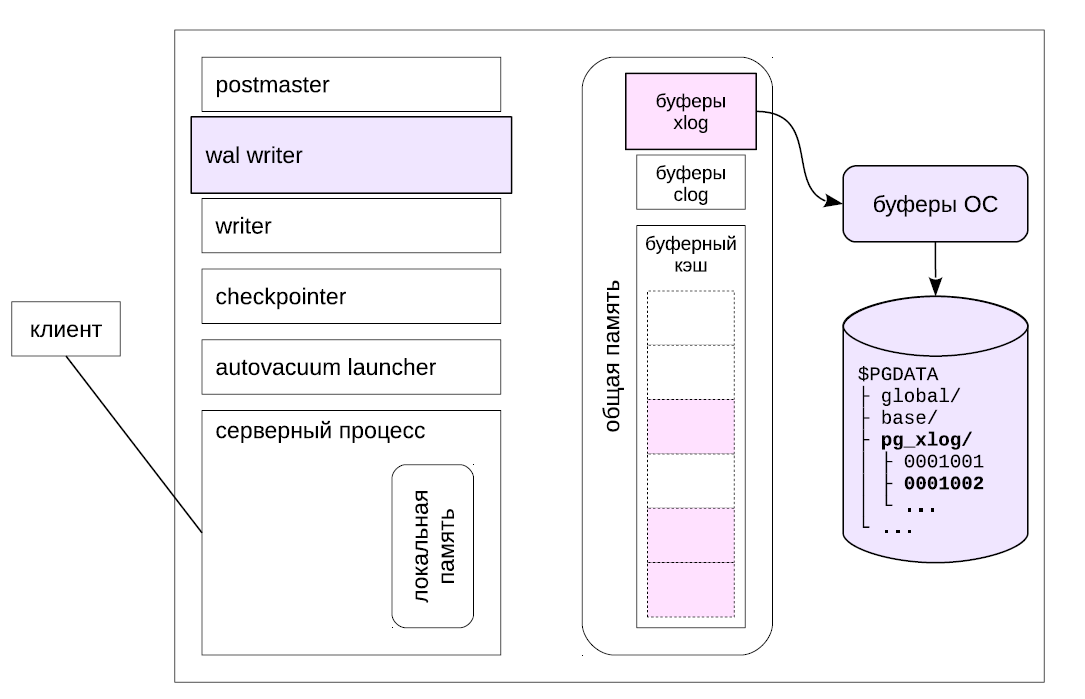 postmaster
wal writer
writer
checkpointer
autovacuum launcher
серверный процесс
локальная
память
клиент
общая память
буферы
xlog
буферы
clog
буферный
кэш
буферы ОС
$PGDATA
├ global/
├ base/
├ pg_xlog/
│ ├ 0001001
│ ├ 0001002
│ └ ...
└ ...